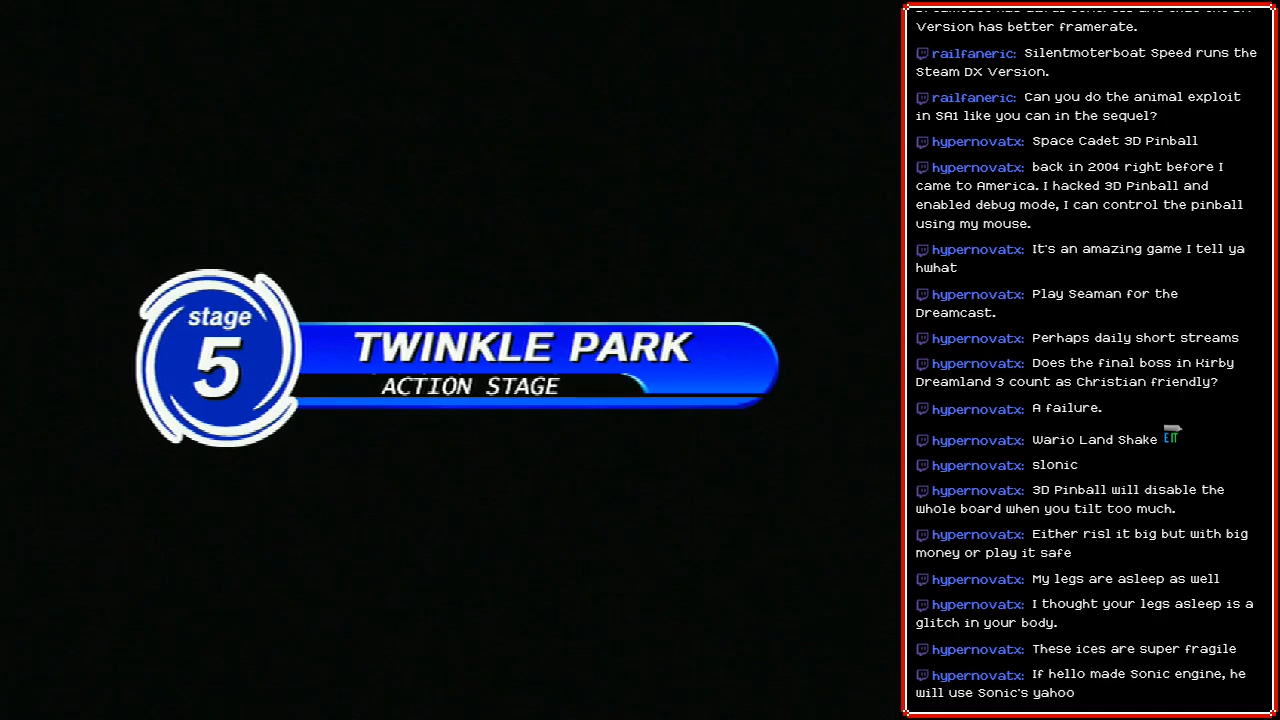 stage
5
TWINKLE PARK
ACTION STAGE
Version has better framerate.
railfaneric: Silentmoterboat Speed runs the
Steam DX Version.
railfaneric: Can you do the animal exploit
in SA1 like you can in the sequel?
hypernovatx: Space Cadet 3D Pinball
hypernovatx: back in 2004 right before I
came to America. I hacked 3D Pinball and
enabled debug mode, I can control the pinball
using my mouse.
hypernovatx: It's an amazing game I tell ya
hwhat
hypernovatx: Play Seaman for the
Dreamcast.
hypernovatx: Perhaps daily short streams
hypernovatx: Does the final boss in Kirby
Dreamland 3 count as Christian friendly?
hypernovatx: A failure.
hypernovatx: Wario Land Shake EIT
hypernovatx: slonic
hypernovatx: 3D Pinball will disable the
whole board when you tilt too much.
hypernovatx: Either risl it big but with big
money or play it safe
hypernovatx: My legs are asleep as well
hypernovatx: I thought your legs asleep is a
glitch in your body.
hypernovatx: These ices are super fragile
hypernovatx: If hello made Sonic engine, he
will use Sonic's yahoo